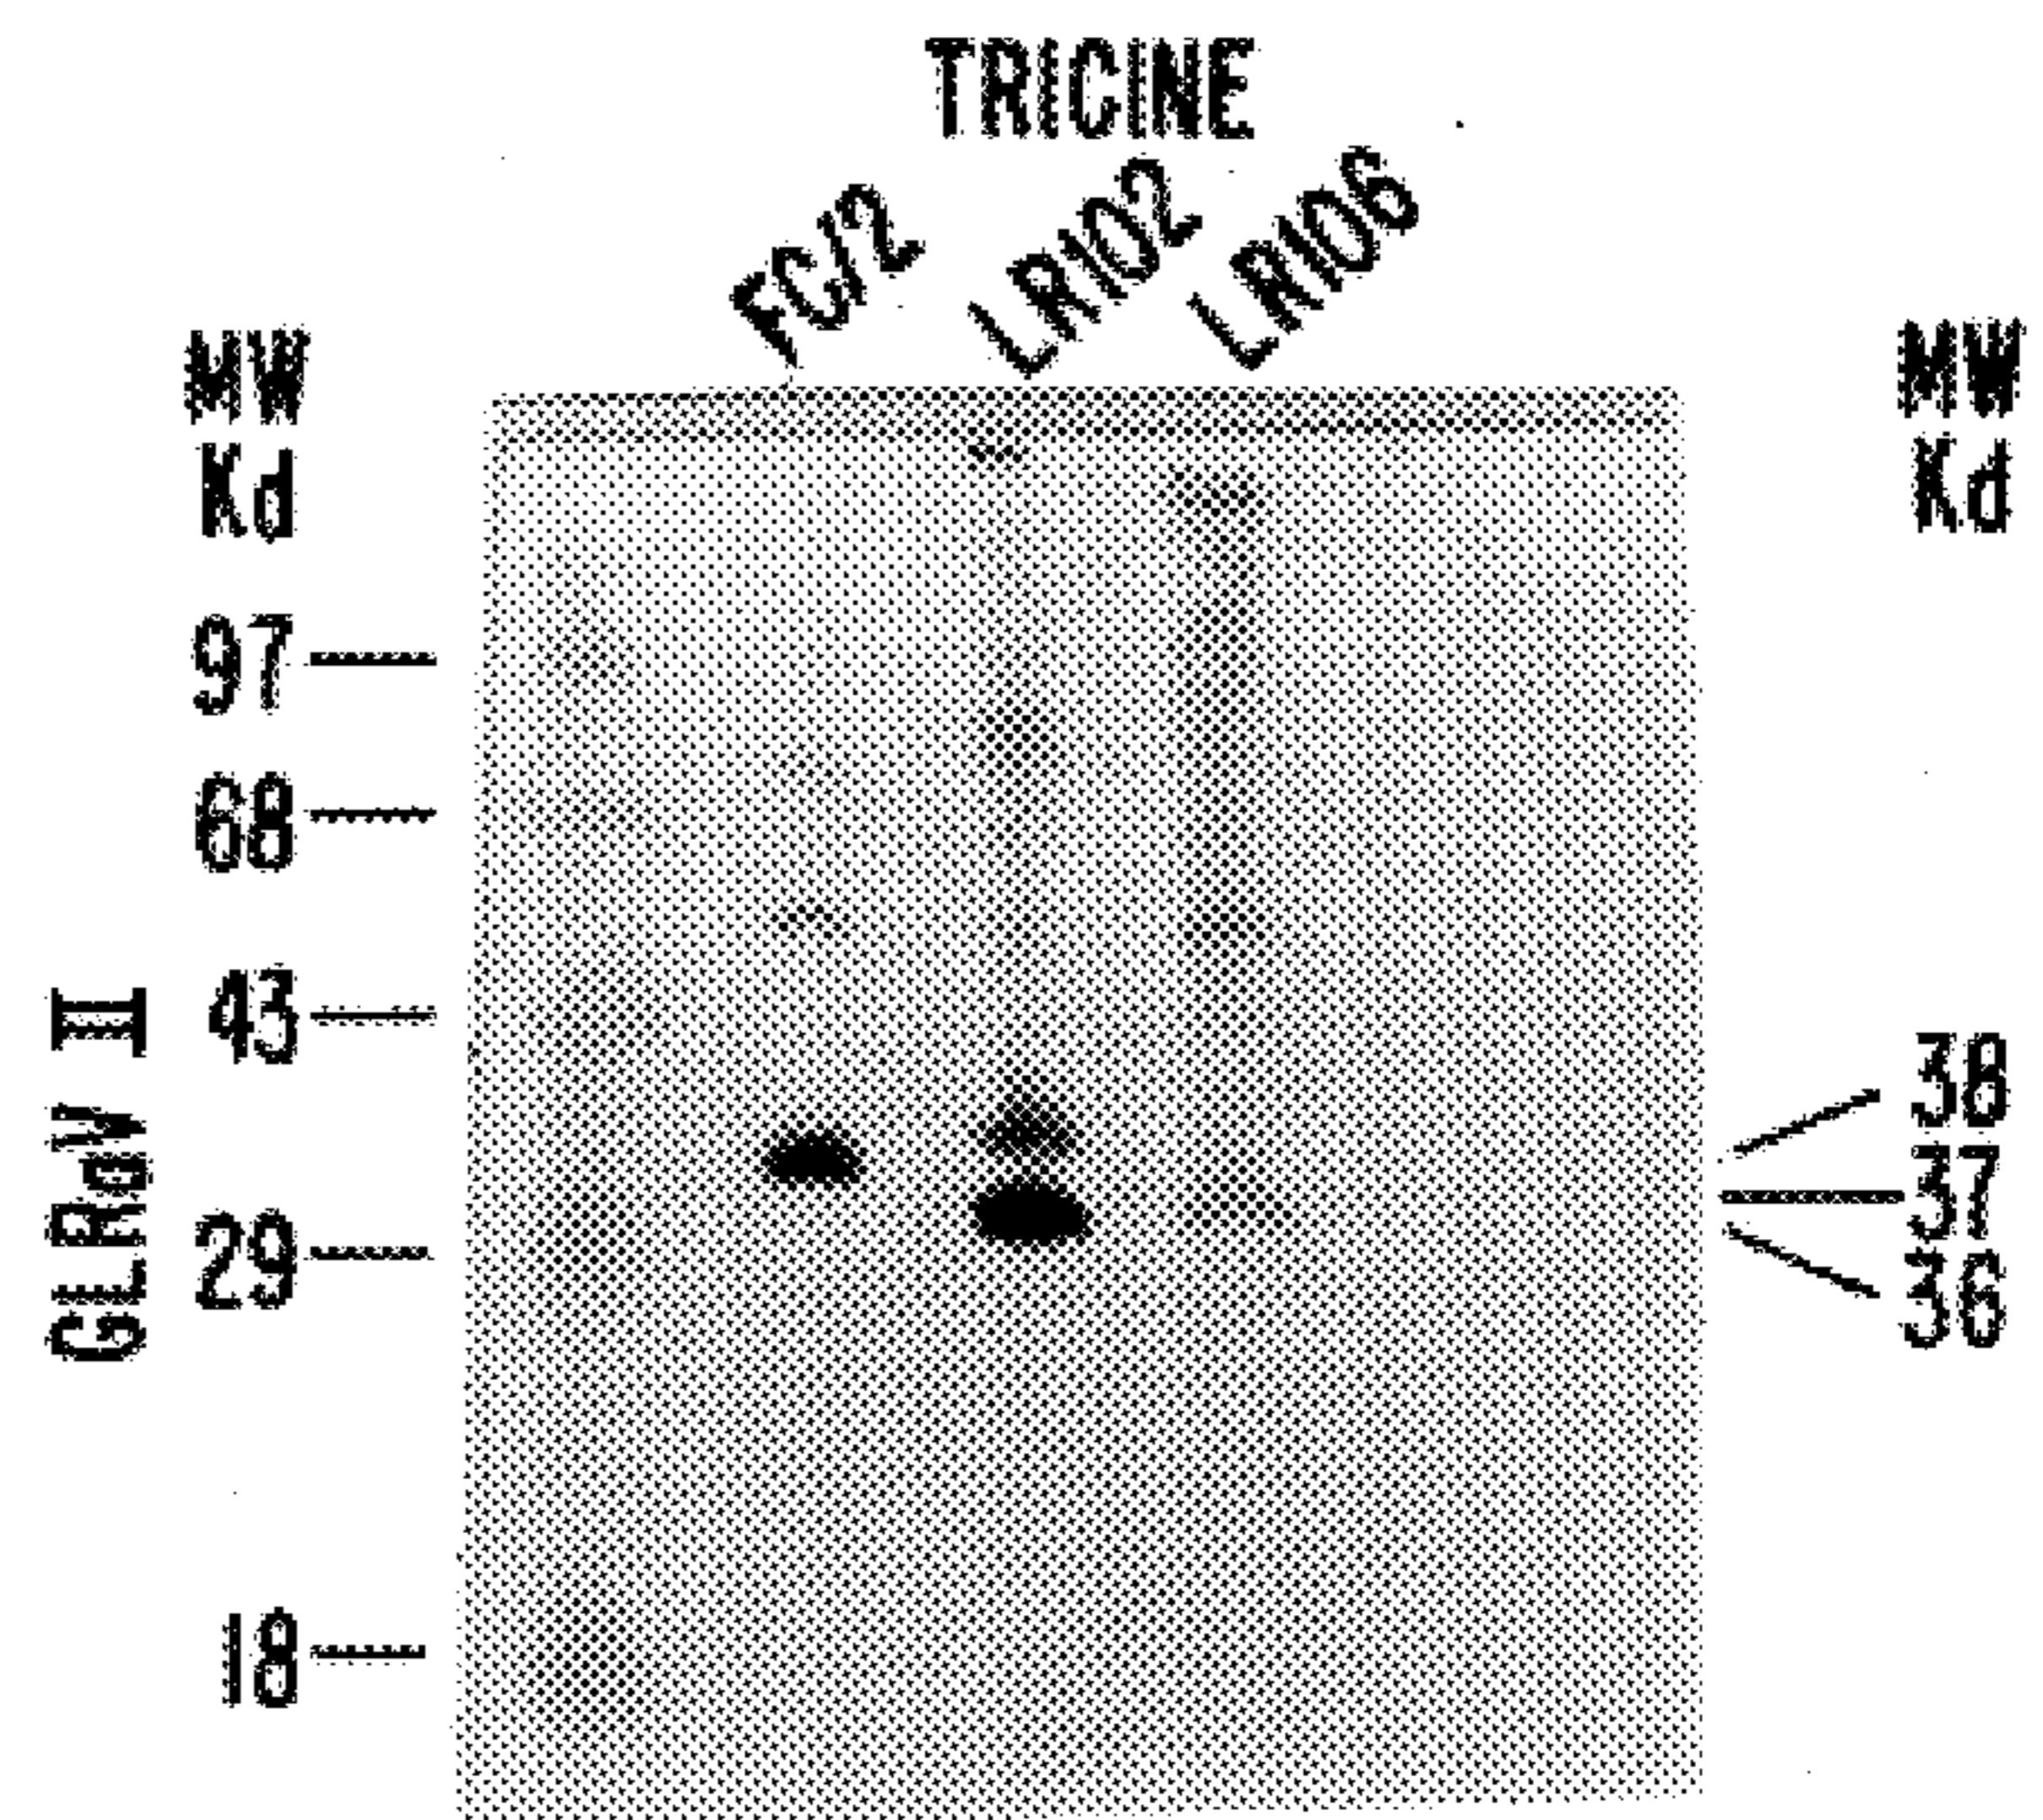 TRICINE
FC/2 LR102 LR106
MW
Kd
97
68
43
29
18
GLRaV II
MW
Kd
38
37
36